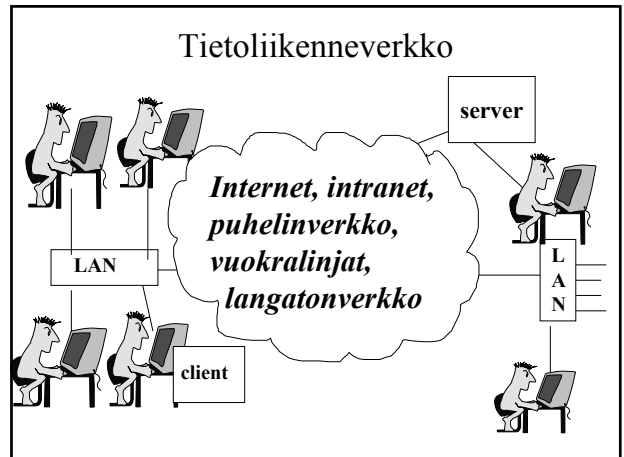 Tietoliikenneverkko
server
Internet, intranet,
puhelinverkko,
vuokralinjat,
langatonverkko
LAN
L
A
N
client